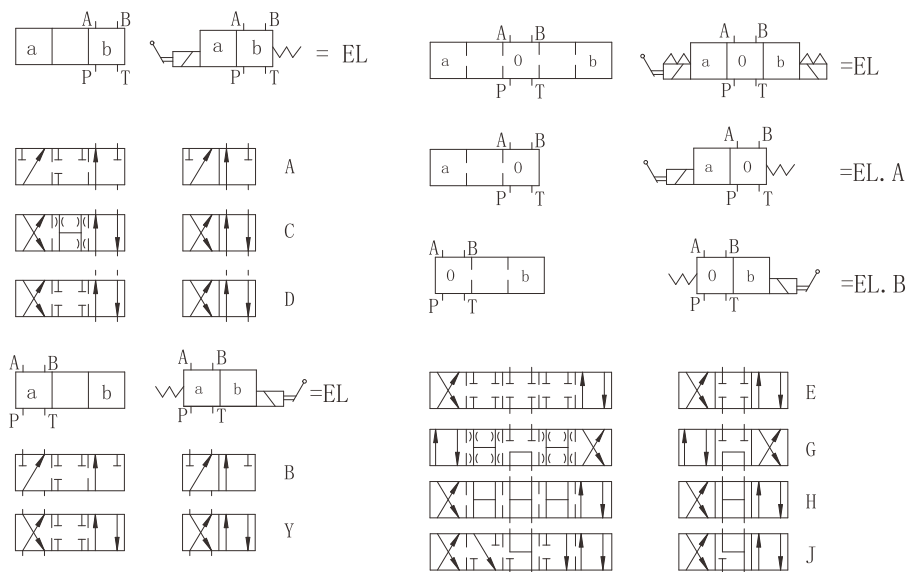 A B A B
a b a b = EL
P T P T
A
C
D
A B A B
a b a b =EL
P T P T
B
Y
A B A B
a 0 b a 0 b =EL
P T P T
A B A B
a 0 a 0 =EL. A
P T P T
A B A B
0 b 0 b =EL. B
P T P T
E
G
H
J